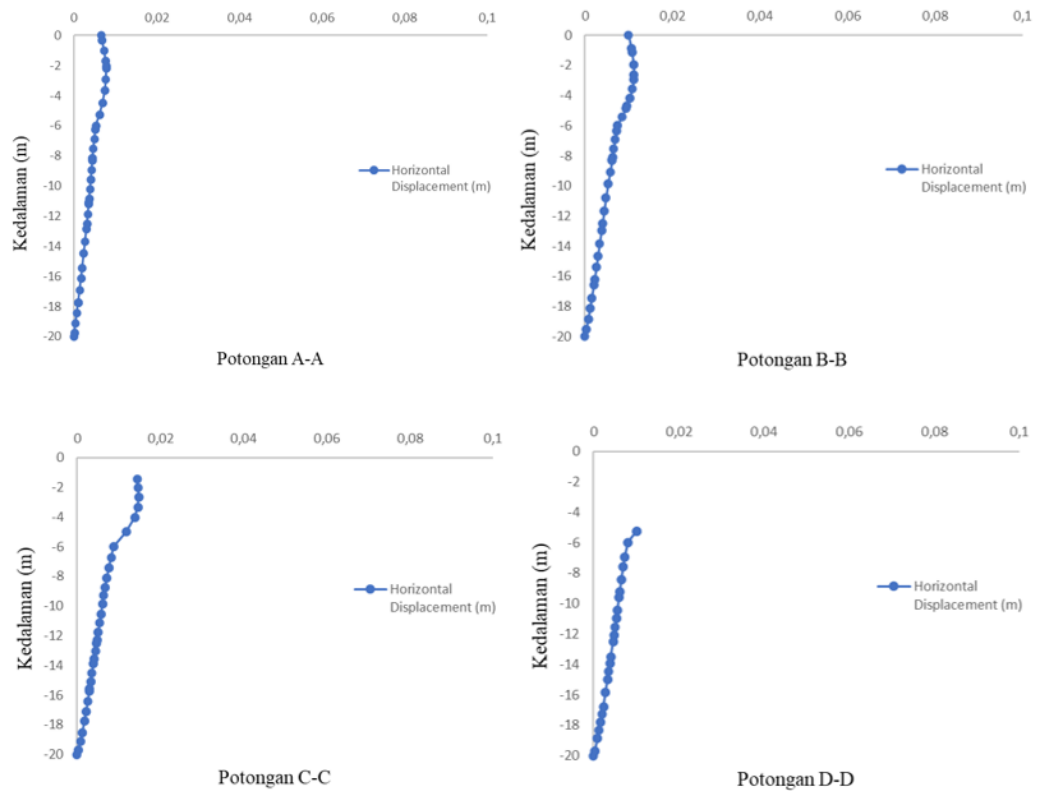 0 0,02 0,04 0,06 0,08 0,1
0
-2
-4
-6
-8
-10
-12
-14
-16
-18
-20
Kedalaman (m)
Horizontal
Displacement (m)
Potongan A-A
0 0,02 0,04 0,06 0,08 0,1
0
-2
-4
-6
-8
-10
-12
-14
-16
-18
-20
Kedalaman (m)
Horizontal
Displacement (m)
Potongan B-B
0 0,02 0,04 0,06 0,08 0,1
0
-2
-4
-6
-8
-10
-12
-14
-16
-18
-20
Kedalaman (m)
Horizontal
Displacement (m)
Potongan C-C
0 0,02 0,04 0,06 0,08 0,1
0
-2
-4
-6
-8
-10
-12
-14
-16
-18
-20
Kedalaman (m)
Horizontal
Displacement (m)
Potongan D-D